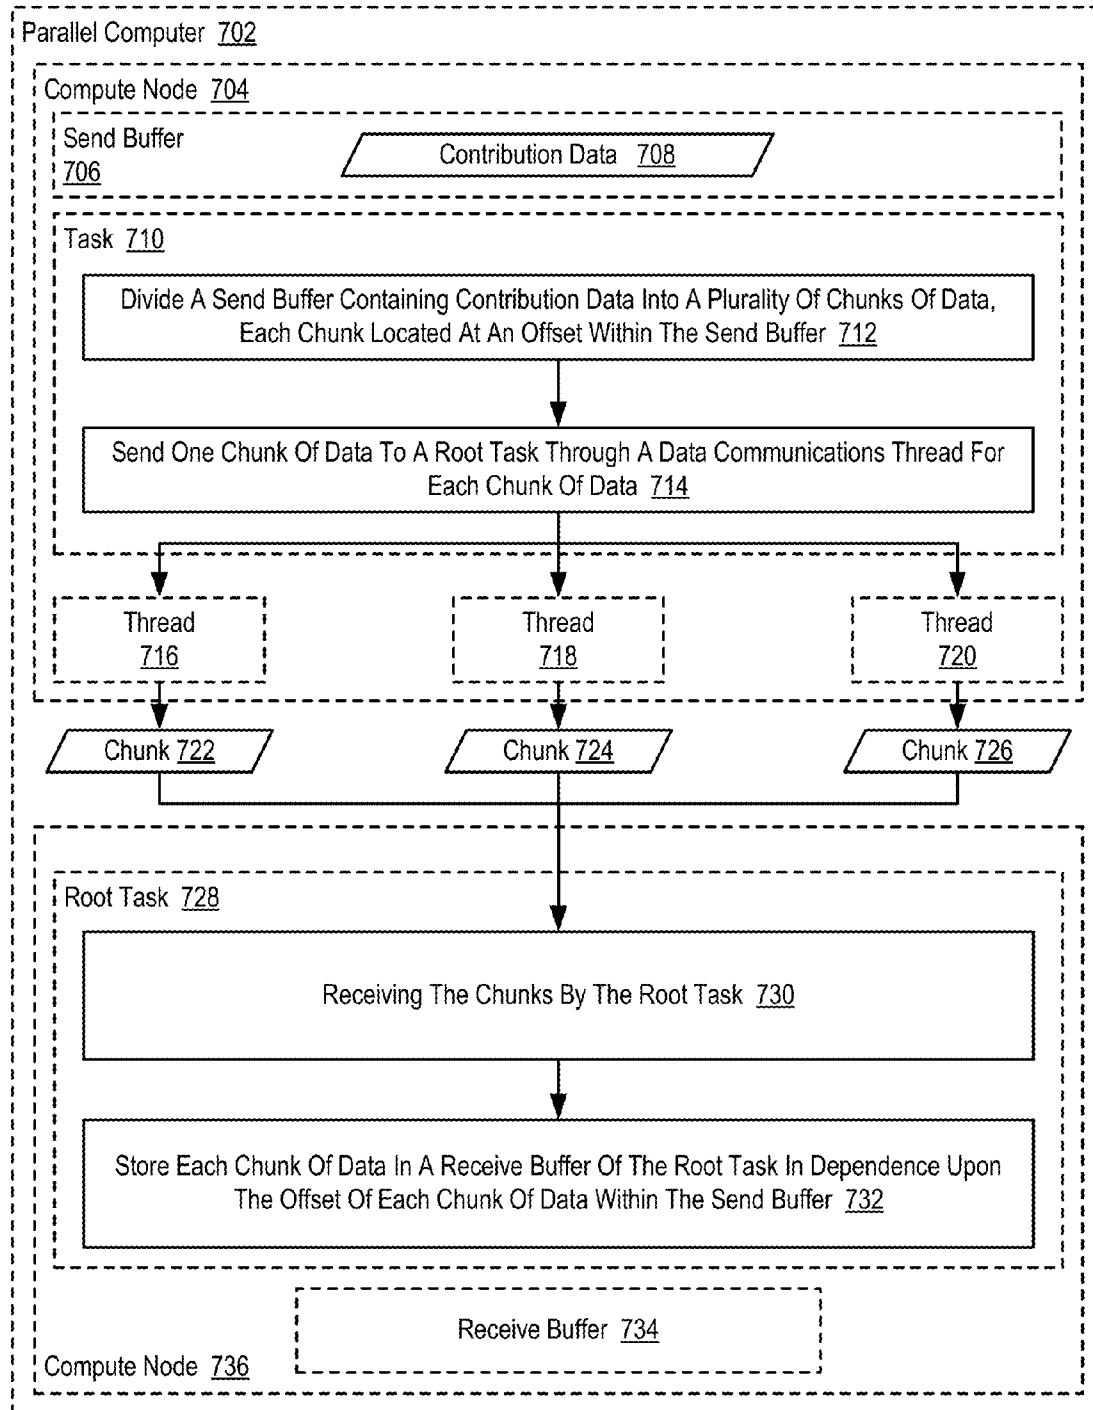 Parallel Computer 702
Compute Node 704
Send Buffer
706
Contribution Data 708
Task 710
Divide A Send Buffer Containing Contribution Data Into A Plurality Of Chunks Of Data,
Each Chunk Located At An Offset Within The Send Buffer 712
Send One Chunk Of Data To A Root Task Through A Data Communications Thread For
Each Chunk Of Data 714
Thread
716
Thread
718
Thread
720
Chunk 722
Chunk 724
Chunk 726
Root Task 728
Receiving The Chunks By The Root Task 730
Store Each Chunk Of Data In A Receive Buffer Of The Root Task In Dependence Upon
The Offset Of Each Chunk Of Data Within The Send Buffer 732
Receive Buffer 734
Compute Node 736